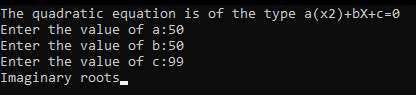 The quadratic equation is of the type a(x2)+bX+c=0
Enter the value of a:50
Enter the value of b:50
Enter the value of c:99
Imaginary roots